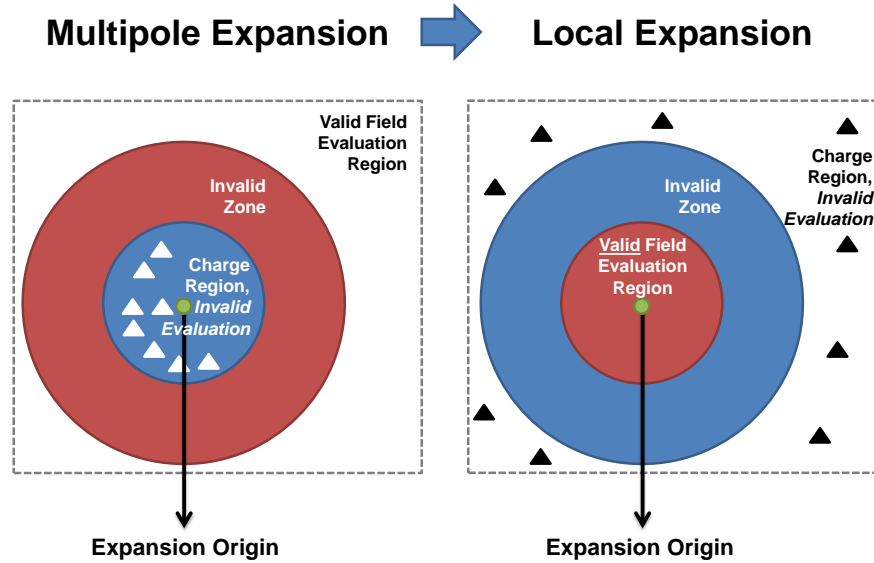 Multipole Expansion
Local Expansion
Valid Field
Evaluation
Region
Invalid
Zone
Charge
Region,
Invalid
Evaluation
Expansion Origin
Charge
Region,
Invalid
Evaluation
Invalid
Zone
Valid Field
Evaluation
Region
Expansion Origin